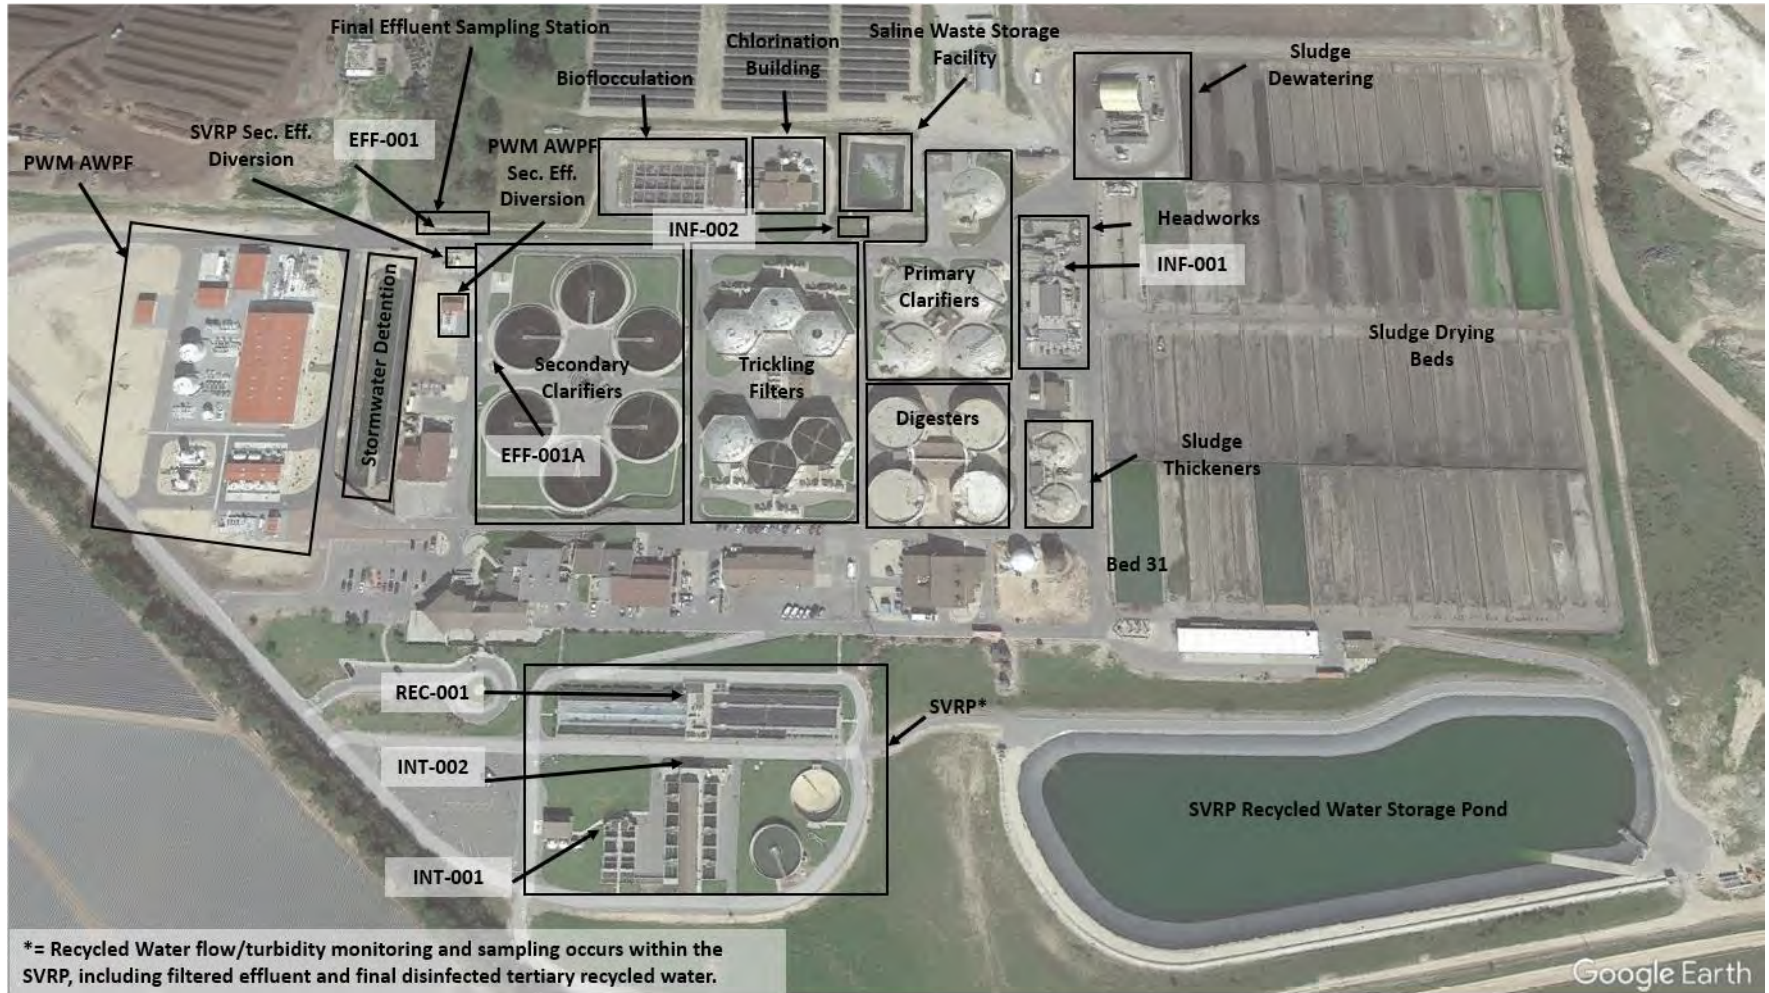 Final Effluent Sampling Station
Chlorination
Building
Saline Waste Storage
Facility
Sludge
Dewatering
Bioflocculation
SVRP Sec. Eff.
Diversion
EFF-001
PWM AWPF
Sec. Eff.
Diversion
PWM AWPF
INF-002
Headworks
INF-001
Primary
Clarifiers
Stormwater Detention
Secondary
Clarifiers
Trickling
Filters
Sludge Drying
Beds
Digesters
EFF-001A
Sludge
Thickeners
Bed 31
REC-001
SVRP*
INT-002
SVRP Recycled Water Storage Pond
INT-001
*= Recycled Water flow/turbidity monitoring and sampling occurs within the
SVRP, including filtered effluent and final disinfected tertiary recycled water.
Google Earth